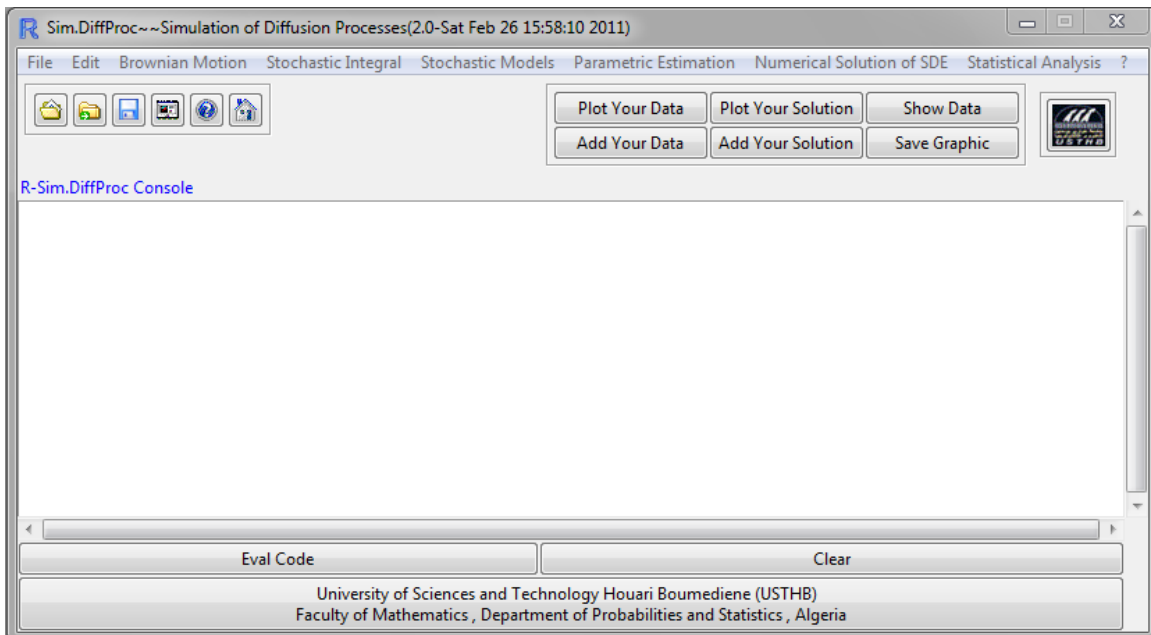 Sim.DiffProc~~Simulation of Diffusion Processes(2.0-Sat Feb 26 15:58:10 2011)
File Edit Brownian Motion Stochastic Integral Stochastic Models Parametric Estimation Numerical Solution of SDE Statistical Analysis ?
Plot Your Data Plot Your Solution Show Data
Add Your Data Add Your Solution Save Graphic
USTHB
R-Sim.DiffProc Console
Eval Code Clear
University of Sciences and Technology Houari Boumediene (USTHB)
Faculty of Mathematics , Department of Probabilities and Statistics , Algeria